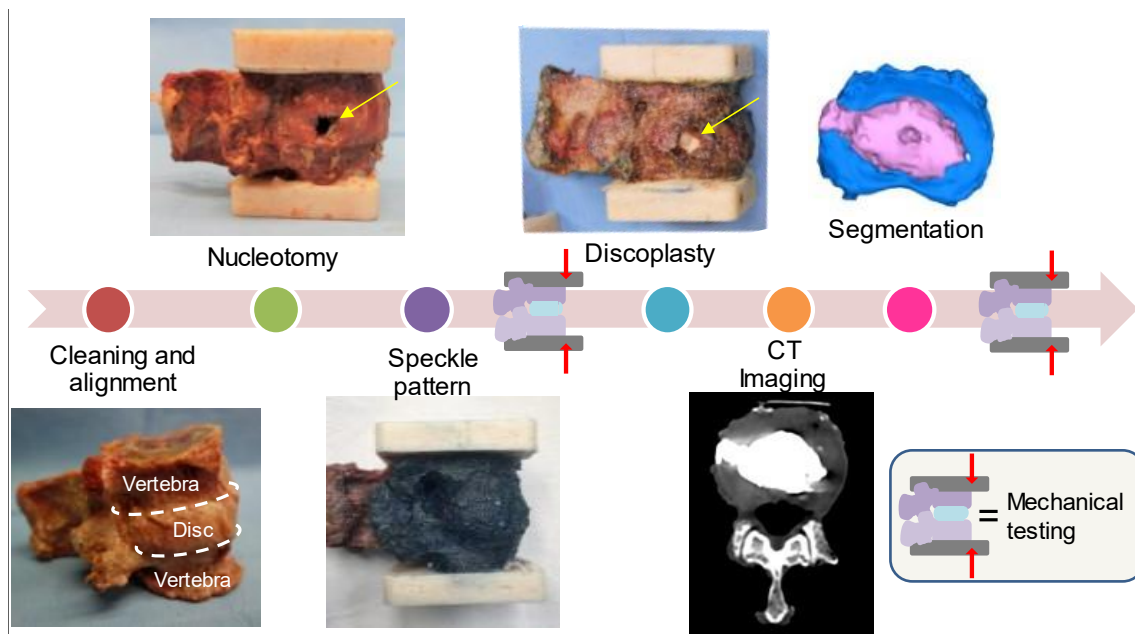 Nucleotomy
Discoplasty
Segmentation
Cleaning and
alignment
Speckle
pattern
CT
Imaging
Vertebra
Disc
Vertebra
= Mechanical
testing